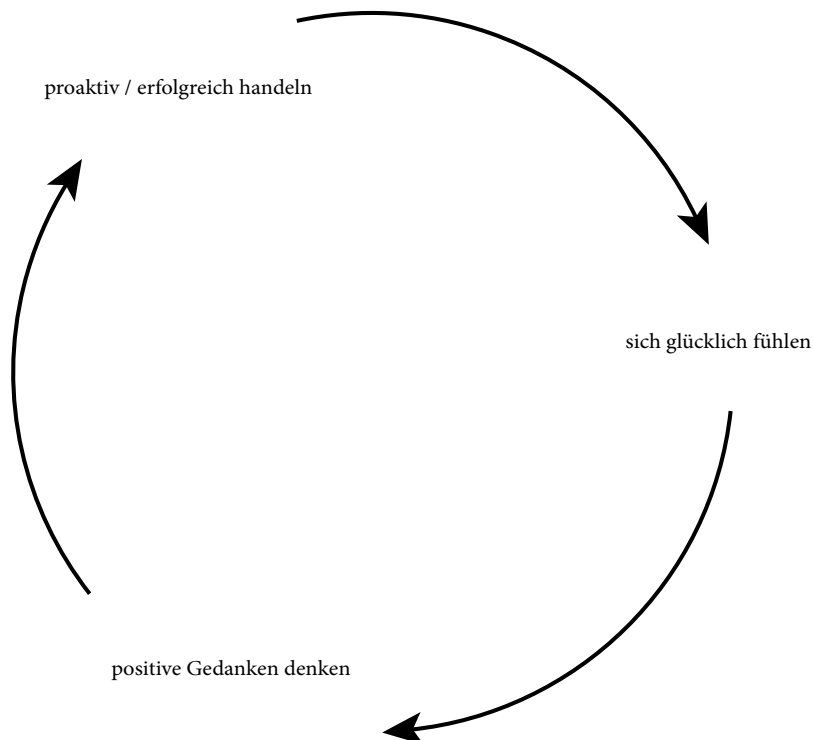 proaktiv / erfolgreich handeln
sich glücklich fühlen
positive Gedanken denken